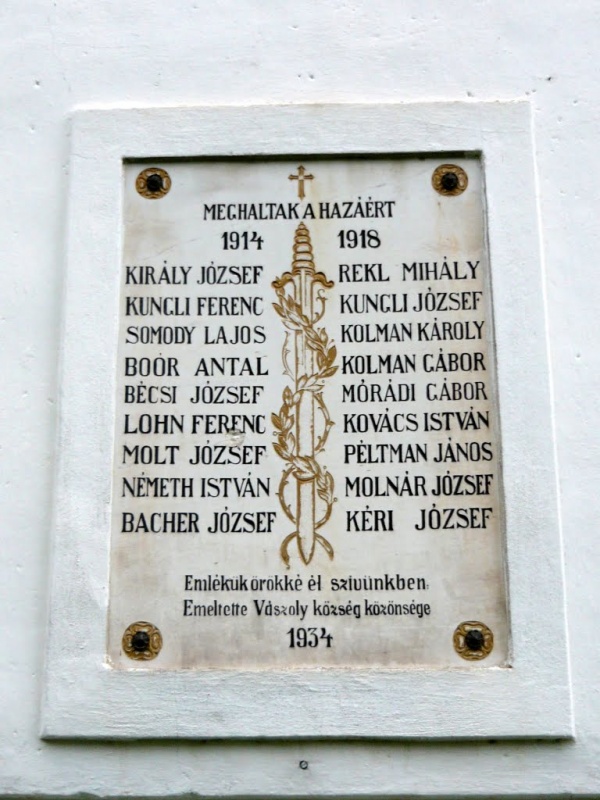 MEGHALTAK A HAZÁÉRT
1914 1918
KIRÁLY JÓZSEF
KUNGLI FERENC
SOMODY LAJOS
BOÓR ANTAL
BÉCSI JÓZSEF
LOHN FERENC
MOLT JÓZSEF
NÉMETH ISTVÁN
BACHER JÓZSEF
REKL MIHÁLY
KUNGLI JÓZSEF
KOLMAN KÁROLY
KOLMAN GÁBOR
MÓRÁDI GÁBOR
KOVÁCS ISTVÁN
PÉLTMAN JÁNOS
MOLNÁR JÓZSEF
KÉRI JÓZSEF
Emlékük örökké él szívünkben.
Emeltette Vászoly község közönsége
1934